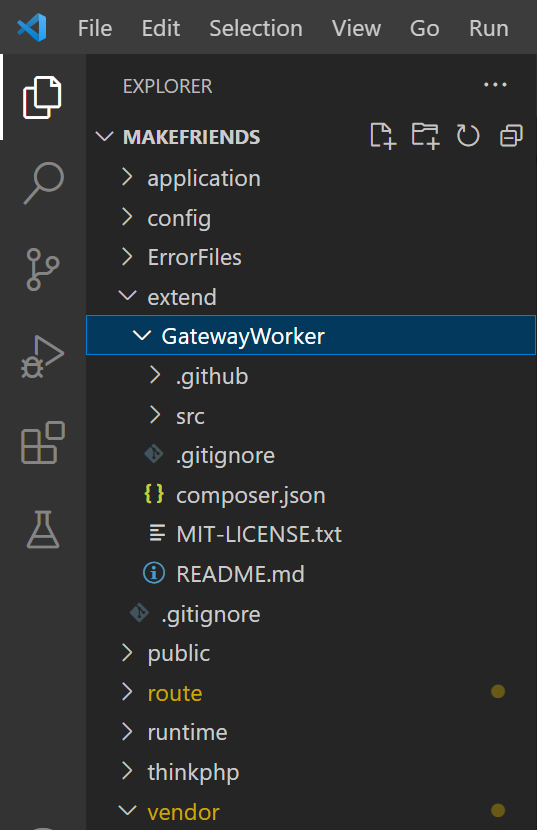 File Edit Selection View Go Run
EXPLORER
MAKEFRIENDS
application
config
ErrorFiles
extend
GatewayWorker
.github
src
.gitignore
composer.json
MIT-LICENSE.txt
README.md
.gitignore
public
route
runtime
thinkphp
vendor